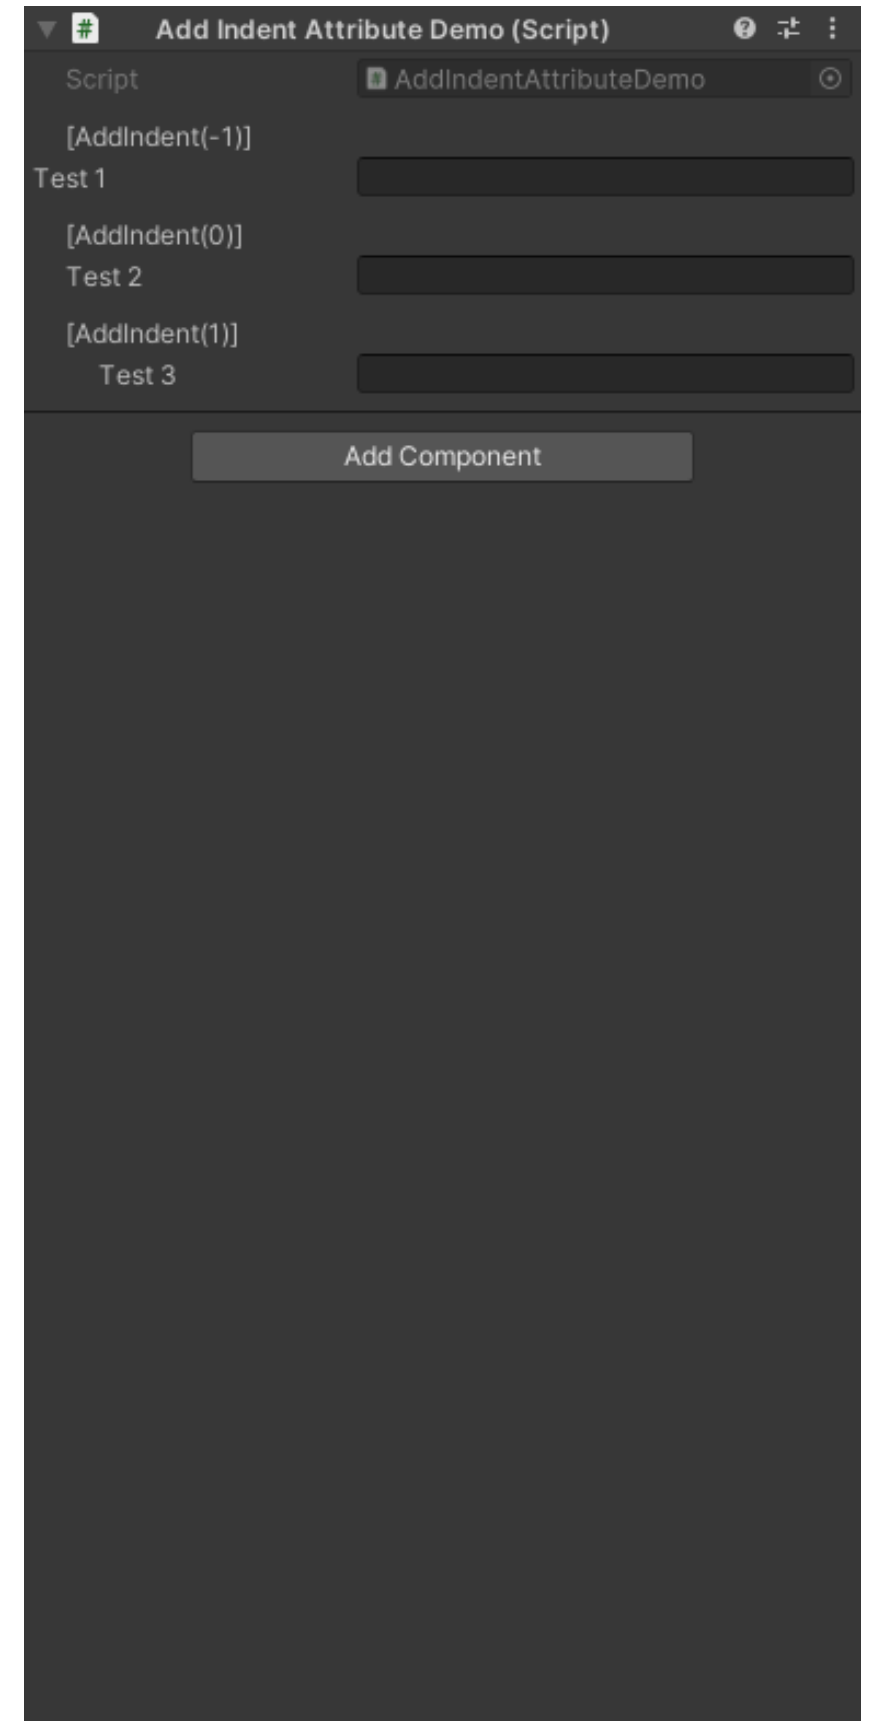 Add Indent Attribute Demo (Script)
Script AddIndentAttributeDemo
[AddIndent(-1)]
Test 1
[AddIndent(0)]
Test 2
[AddIndent(1)]
Test 3
Add Component